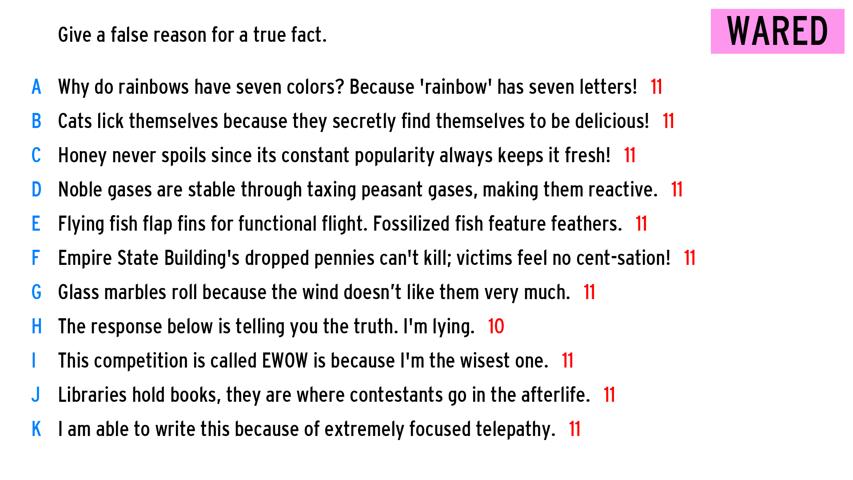 Give a false reason for a true fact.
WARED
A Why do rainbows have seven colors? Because 'rainbow' has seven letters! 11
B Cats lick themselves because they secretly find themselves to be delicious! 11
C Honey never spoils since its constant popularity always keeps it fresh! 11
D Noble gases are stable through taxing peasant gases, making them reactive. 11
E Flying fish flap fins for functional flight. Fossilized fish feature feathers. 11
F Empire State Building's dropped pennies can't kill; victims feel no cent-sation! 11
G Glass marbles roll because the wind doesn’t like them very much. 11
H The response below is telling you the truth. I'm lying. 10
I This competition is called EWOW is because I'm the wisest one. 11
J Libraries hold books, they are where contestants go in the afterlife. 11
K I am able to write this because of extremely focused telepathy. 11